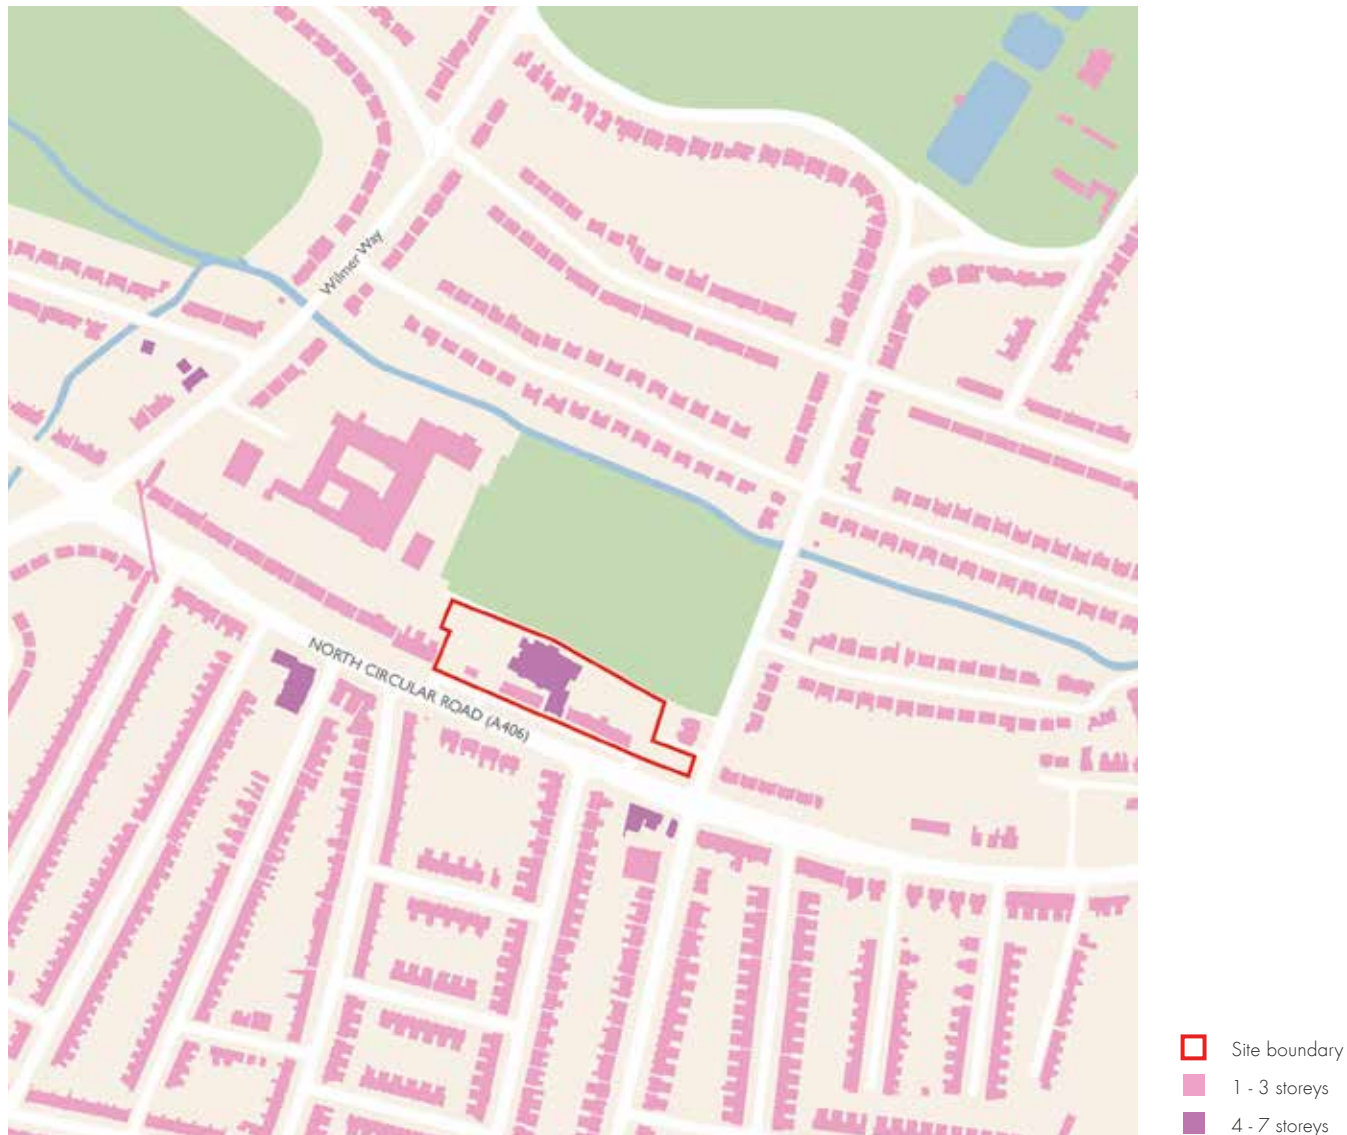 Wilmer Way
NORTH CIRCULAR ROAD (A406)
Site boundary
1 - 3 storeys
4 - 7 storeys